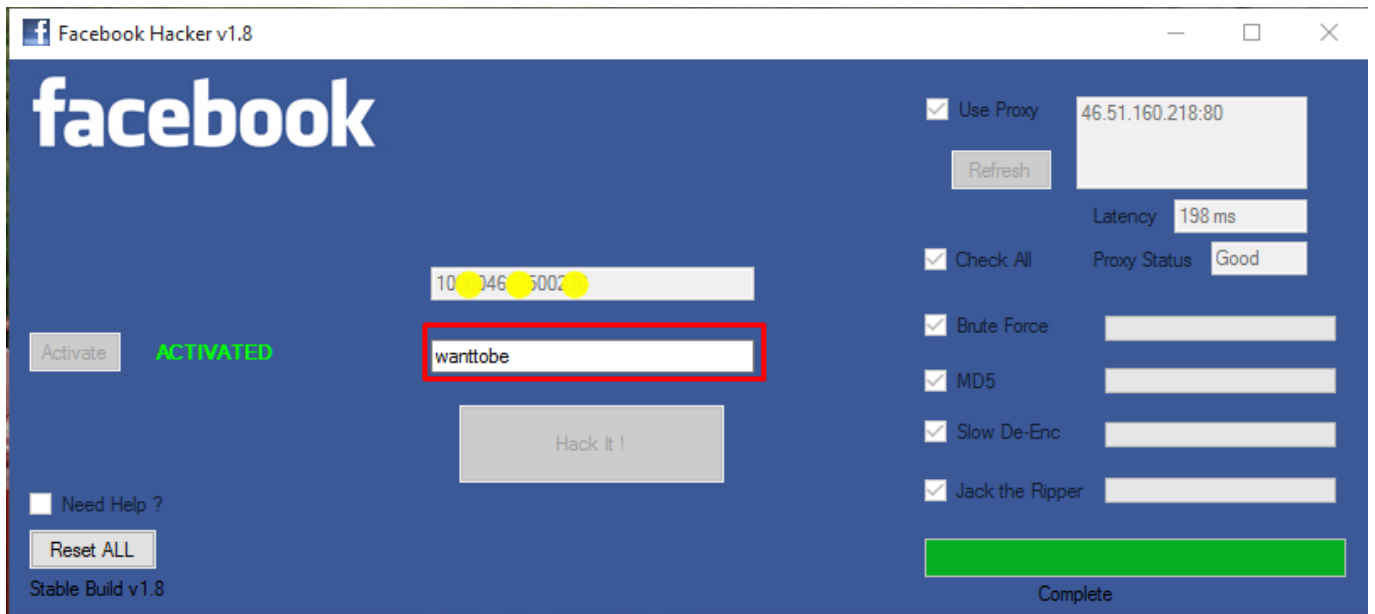 Facebook Hacker v1.8
facebook
Use Proxy
46.51.160.218:80
Refresh
Latency
198 ms
Check All
Proxy Status
Good
Brute Force
Activate
ACTIVATED
wanttobe
MD5
Hack It !
Slow De-Enc
Need Help ?
Jack the Ripper
Reset ALL
Stable Build v1.8
Complete